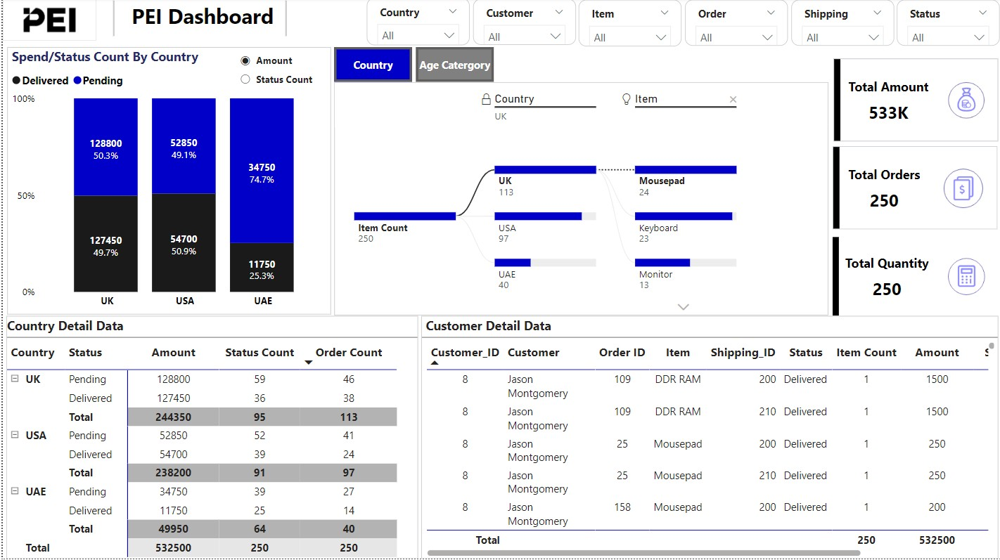 PEI
PEI Dashboard
Country
All
Customer
All
Item
All
Order
All
Shipping
All
Status
All
Spend/Status Count By Country
Amount
Status Count
Delivered Pending
100%
50%
0%
128800
50.3%
127450
49.7%
UK
52850
49.1%
54700
50.9%
USA
34750
74.7%
11750
25.3%
UAE
Country
Age Catergory
Country
UK
Item
Item Count
250
UK
113
USA
97
UAE
40
Mousepad
24
Keyboard
23
Monitor
13
Total Amount
533K
Total Orders
250
Total Quantity
250
Country Detail Data
Country Status Amount Status Count Order Count
UK Pending 128800 59 46
Delivered 127450 36 38
Total 244350 95 113
USA Pending 52850 52 41
Delivered 54700 39 24
Total 238200 91 97
UAE Pending 34750 39 27
Delivered 11750 25 14
Total 49950 64 40
Total 532500 250 250
Customer Detail Data
Customer_ID Customer Order ID Item Shipping_ID Status Item Count Amount
8 Jason Montgomery 109 DDR RAM 200 Delivered 1 1500
8 Jason Montgomery 109 DDR RAM 210 Delivered 1 1500
8 Jason Montgomery 25 Mousepad 200 Delivered 1 250
8 Jason Montgomery 25 Mousepad 210 Delivered 1 250
8 Jason Montgomery 158 Mousepad 200 Delivered 1 200
Total 250 532500